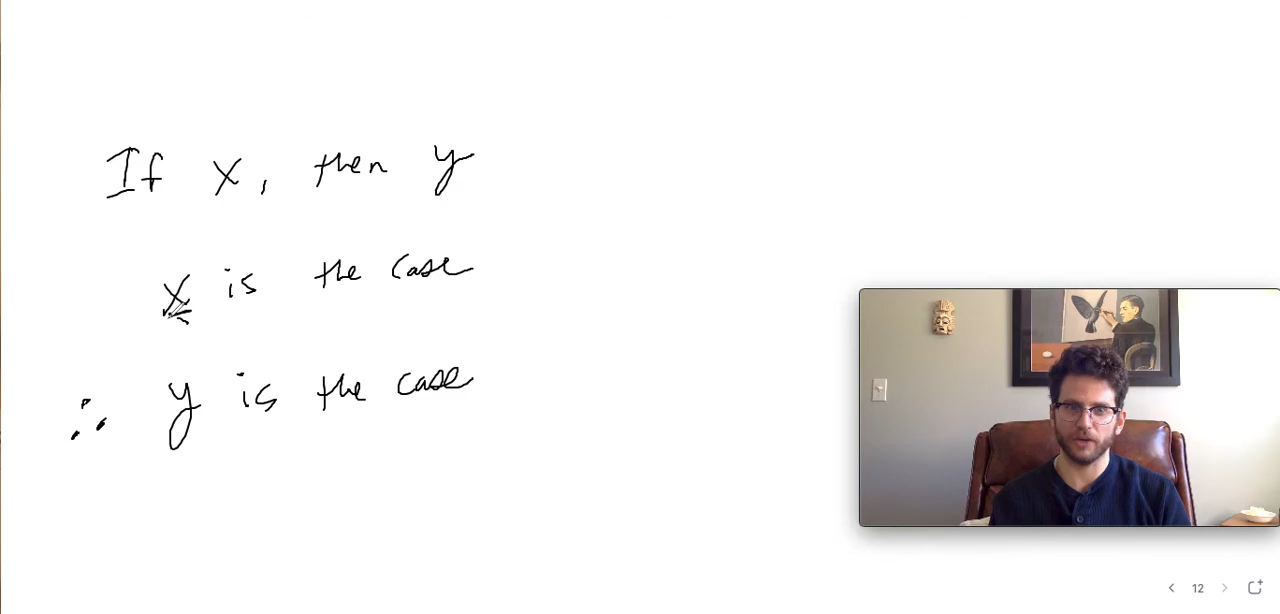 If x, then y
x is the case
∴ y is the case
12